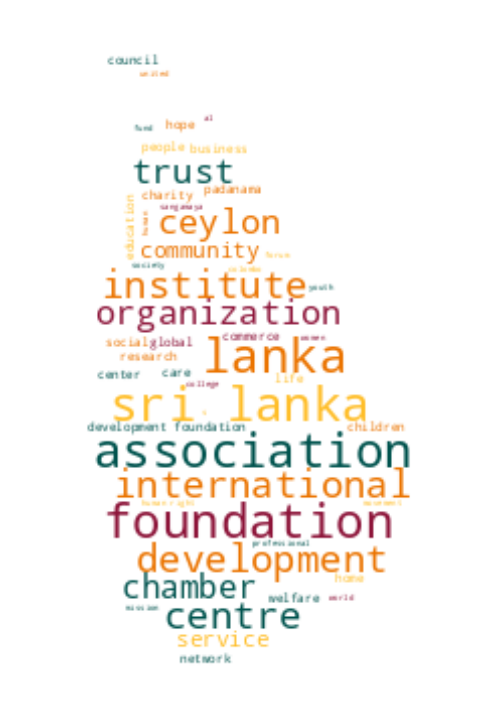 council
united
al
fund hope
people business
trust
charity padanama
education human sangamaya
ceylon
community forum
society colombo
institute youth
organization
social global commerce women
research lanka
center care life
college
sri lanka
development foundation children
association
international
human right movement
foundation
professional
development
chamber home
welfare world
mission centre
service
network